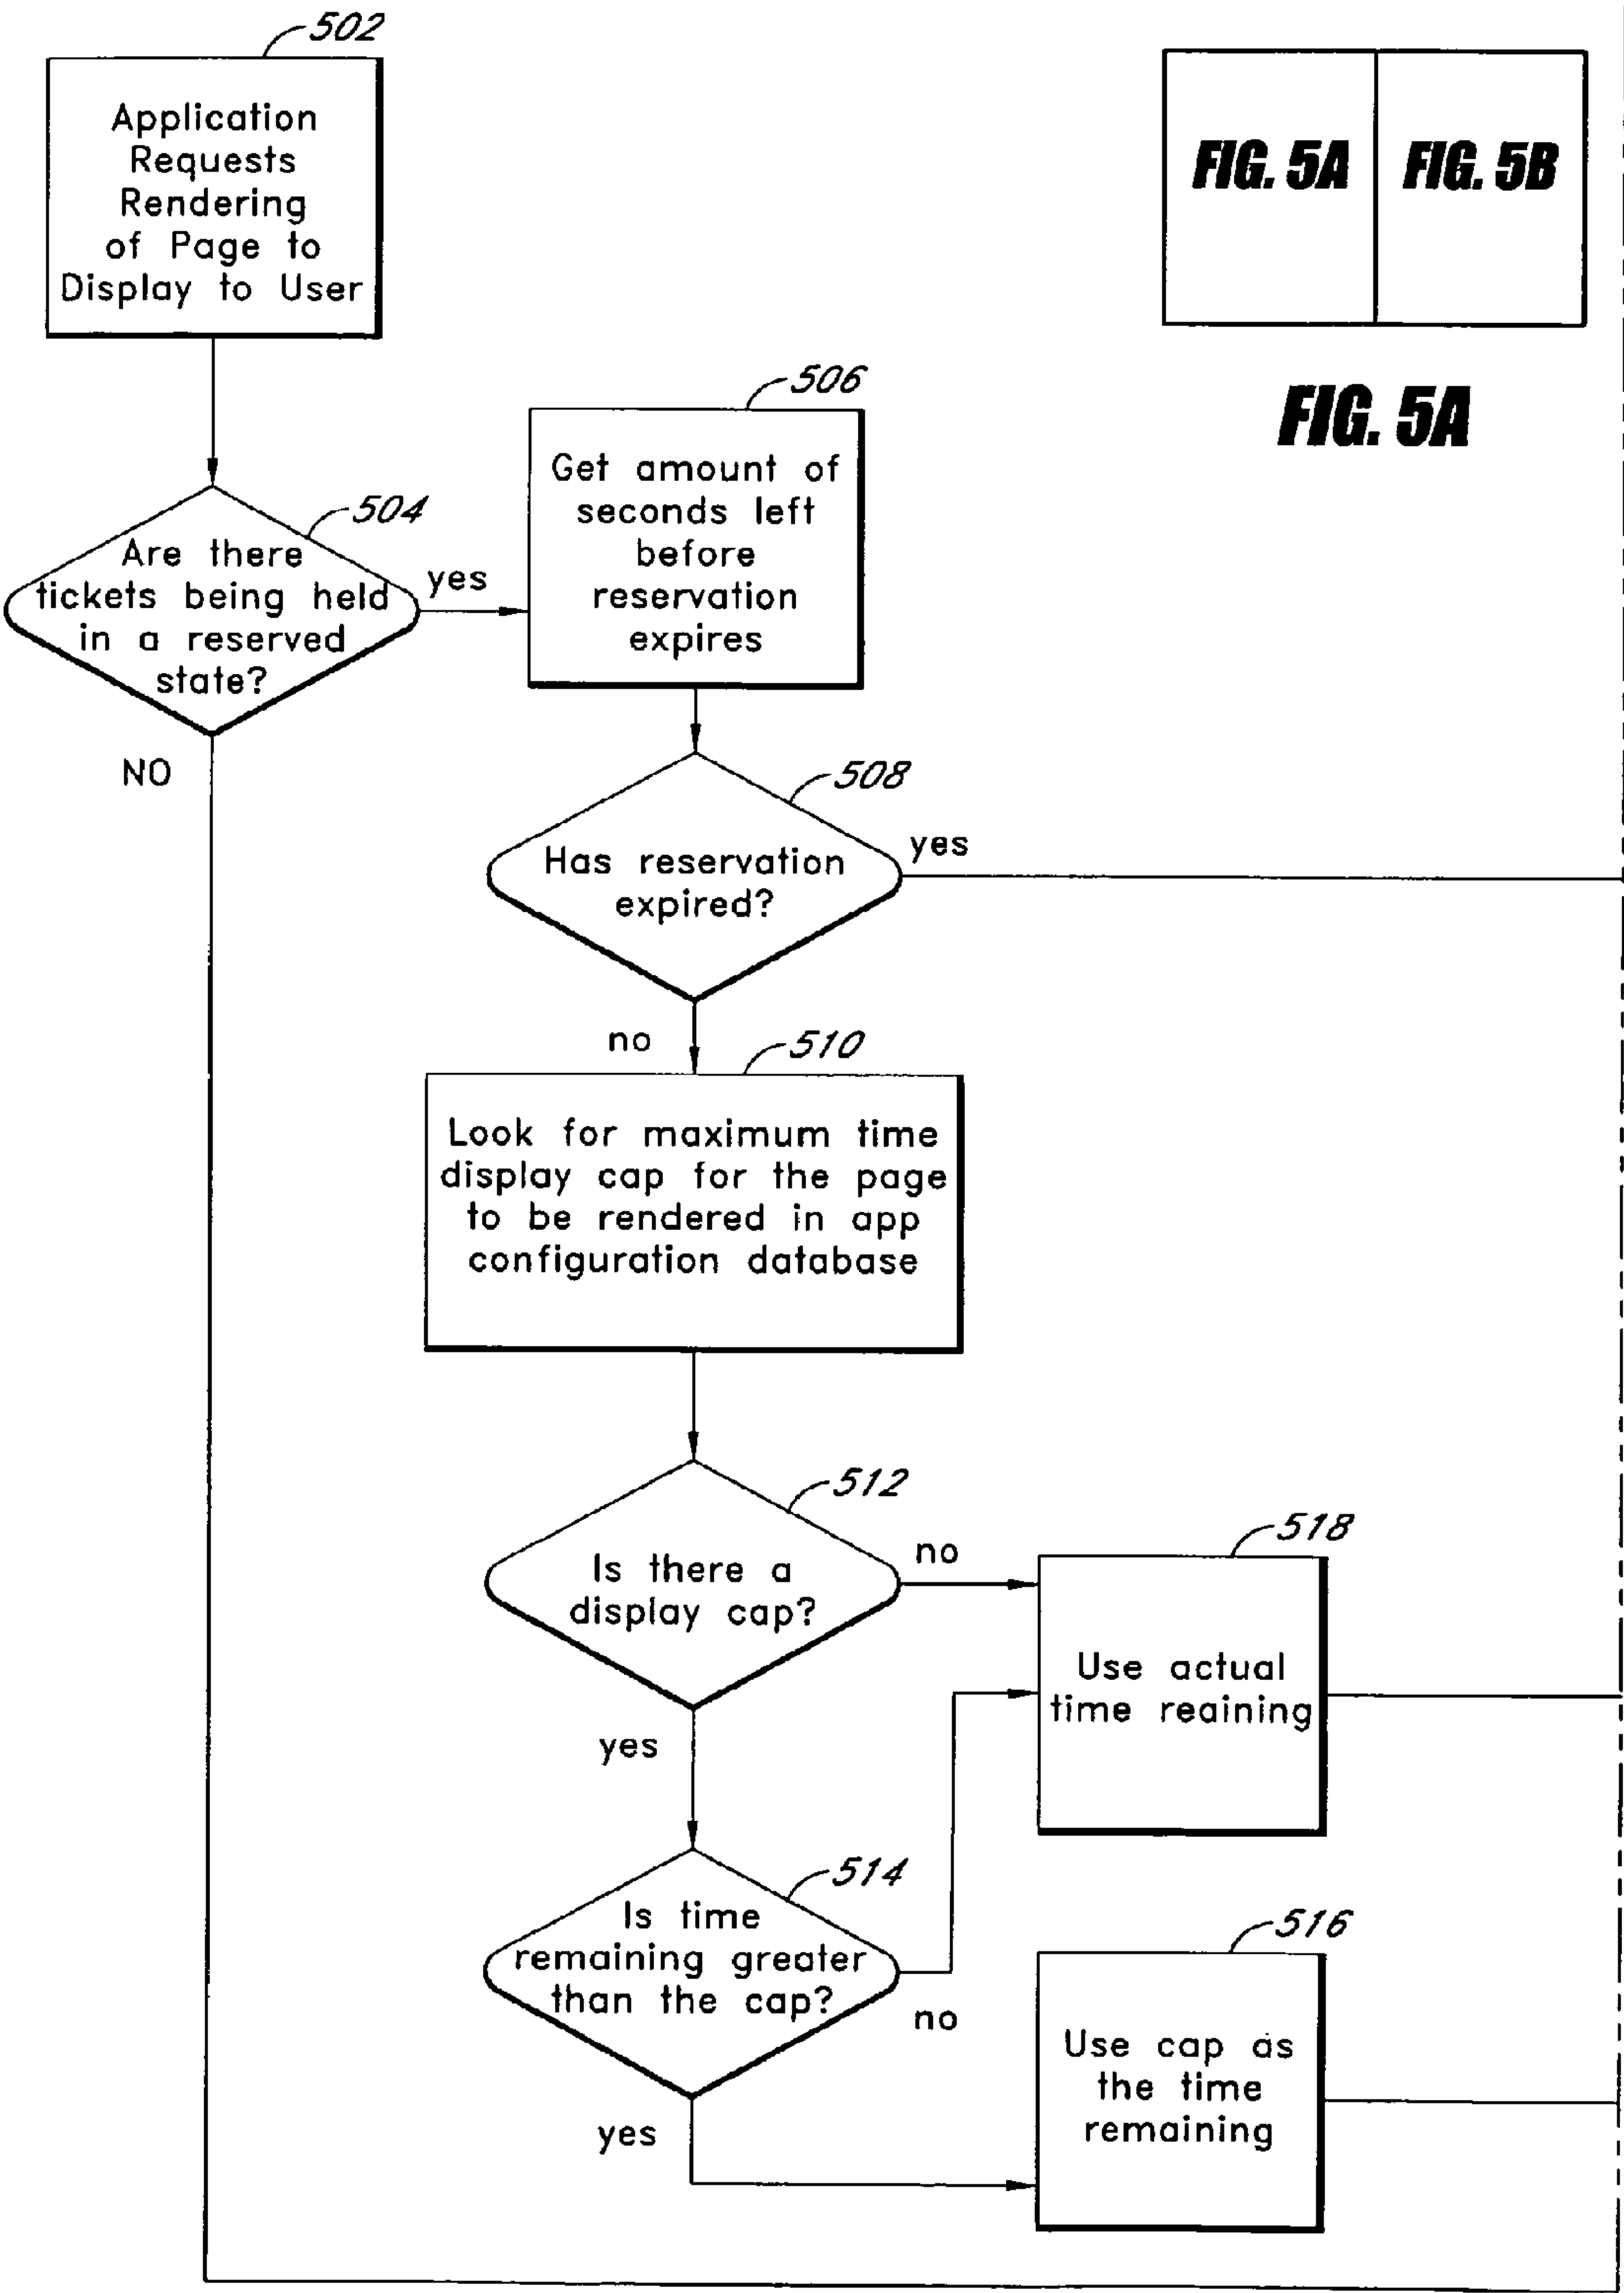 502
Application
Requests
Rendering
of Page to
Display to User
FIG. 5A
FIG. 5B
FIG. 5A
506
Get amount of
seconds left
before
reservation
expires
504
Are there
tickets being held
in a reserved
state?
yes
NO
508
Has reservation
expired?
yes
no
510
Look for maximum time
display cap for the page
to be rendered in app
configuration database
512
Is there a
display cap?
no
yes
518
Use actual
time reaining
514
Is time
remaining greater
than the cap?
no
yes
516
Use cap as
the time
remaining